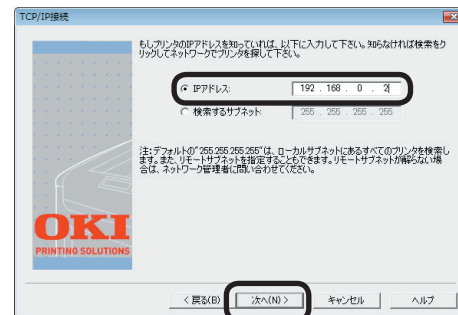 TCP/IP接続
もしプリンタのIPアドレスを知っていれば、以下に入力して下さい。知らなければ検索をク
リックしてネットワークでプリンタを探して下さい。
IPアドレス: 192 . 168 . 0 . 2
検索するサブネット: 255 . 255 . 255 . 255
注:デフォルトの"255.255.255.255"は、ローカルサブネットにあるすべてのプリンタを検索し
ます。また、リモートサブネットを指定することもできます。リモートサブネットが解らない場
合は、ネットワーク管理者に問い合わせてください。
OKI
PRINTING SOLUTIONS
< 戻る(B) 次へ(N) > キャンセル ヘルプ